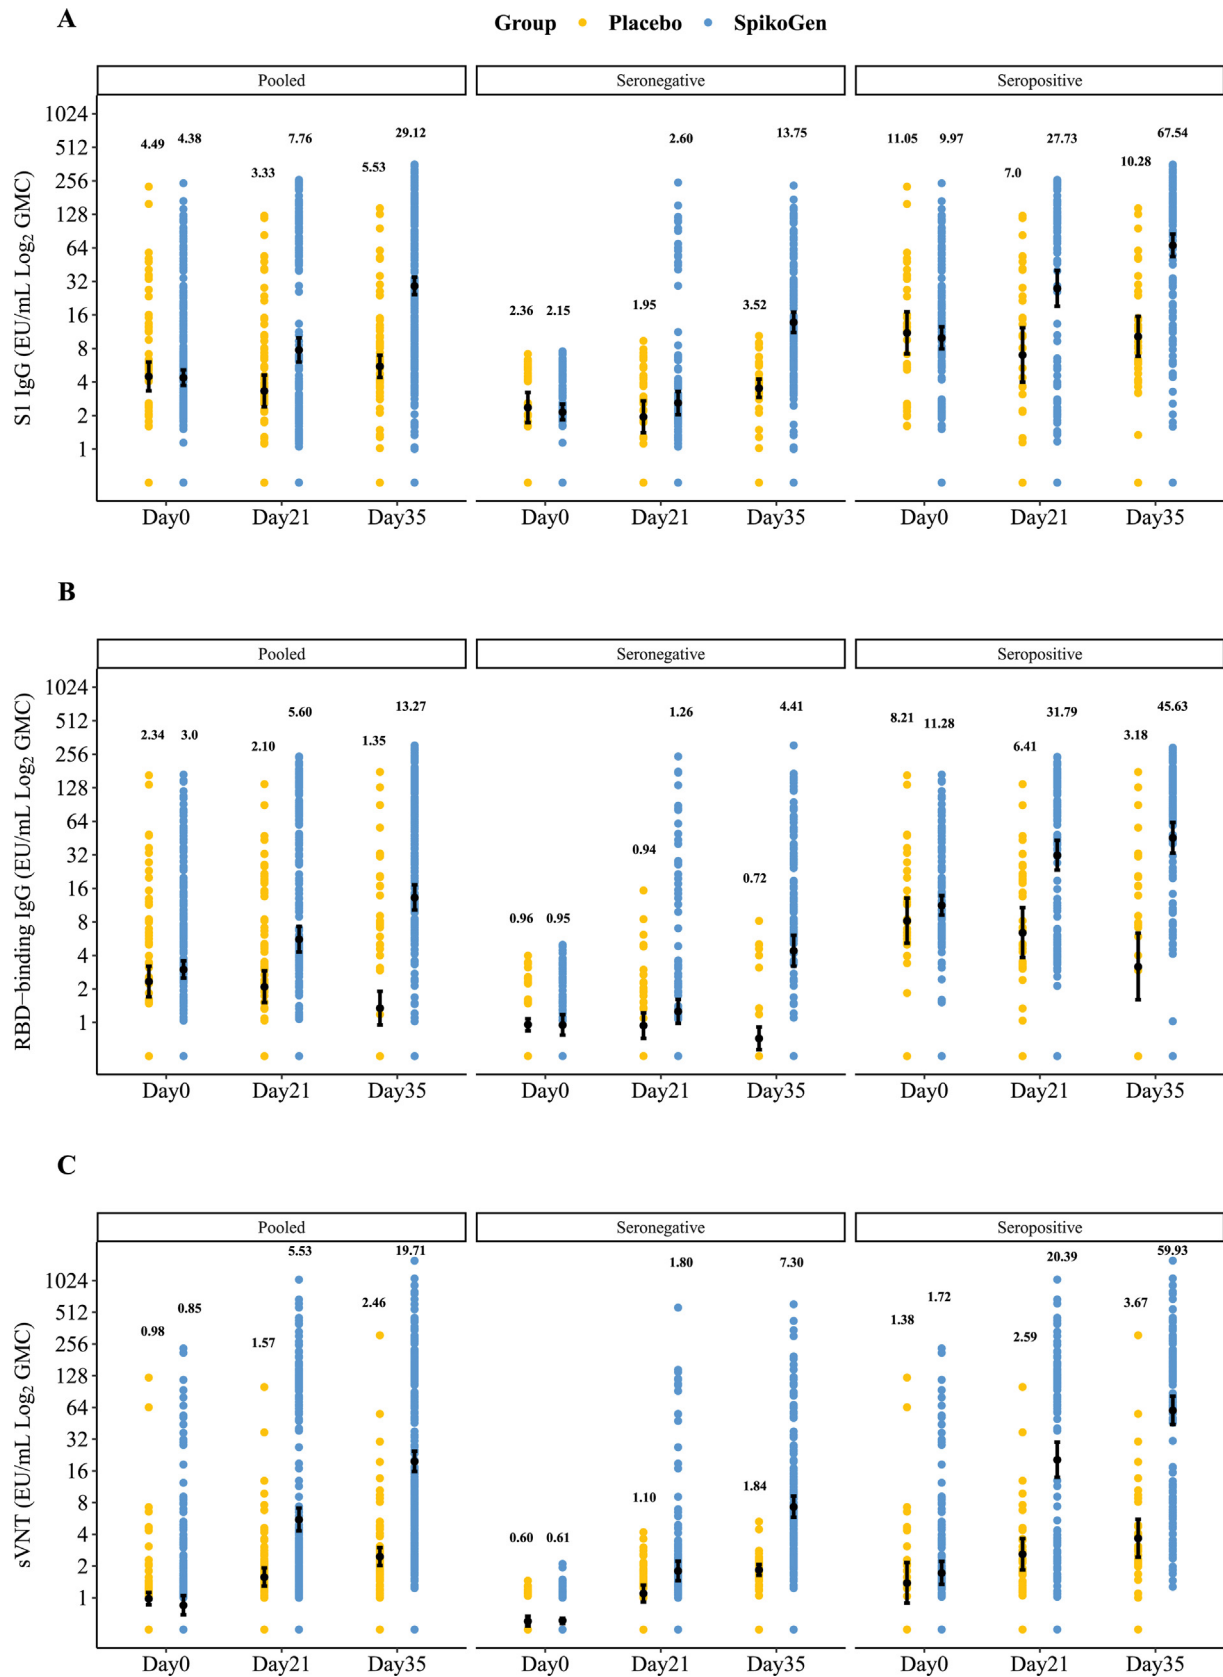 A
Group Placebo SpikoGen
Pooled Seronegative Seropositive
S1 IgG (EU/mL Log₂ GMC)
1024
512
256
128
64
32
16
8
4
2
1
4.49 4.38 3.33 7.76 5.53 29.12
2.36 2.15 1.95 2.60 3.52 13.75
11.05 9.97 7.0 27.73 10.28 67.54
Day0 Day21 Day35 Day0 Day21 Day35 Day0 Day21 Day35
B
Pooled Seronegative Seropositive
RBD−binding IgG (EU/mL Log₂ GMC)
1024
512
256
128
64
32
16
8
4
2
1
2.34 3.0 2.10 5.60 1.35 13.27
0.96 0.95 0.94 1.26 0.72 4.41
8.21 11.28 6.41 31.79 3.18 45.63
Day0 Day21 Day35 Day0 Day21 Day35 Day0 Day21 Day35
C
Pooled Seronegative Seropositive
sVNT (EU/mL Log₂ GMC)
1024
512
256
128
64
32
16
8
4
2
1
0.98 0.85 1.57 5.53 2.46 19.71
0.60 0.61 1.10 1.80 1.84 7.30
1.38 1.72 2.59 20.39 3.67 59.93
Day0 Day21 Day35 Day0 Day21 Day35 Day0 Day21 Day35